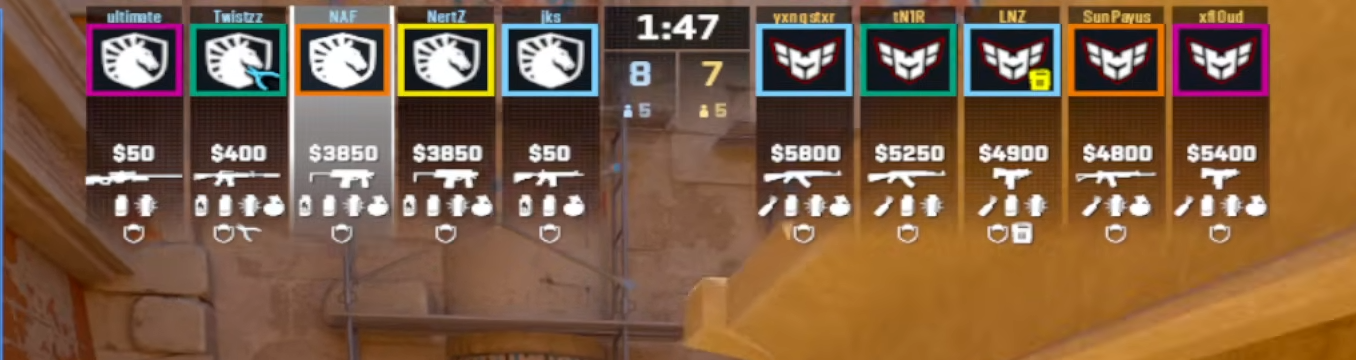 ultimate Twistzz NAF NertZ jks 1:47 yxngstxr tN1R LNZ SunPayus xfl0ud
8 7
5 5
$50 $400 $3850 $3850 $50 $5800 $5250 $4900 $4800 $5400